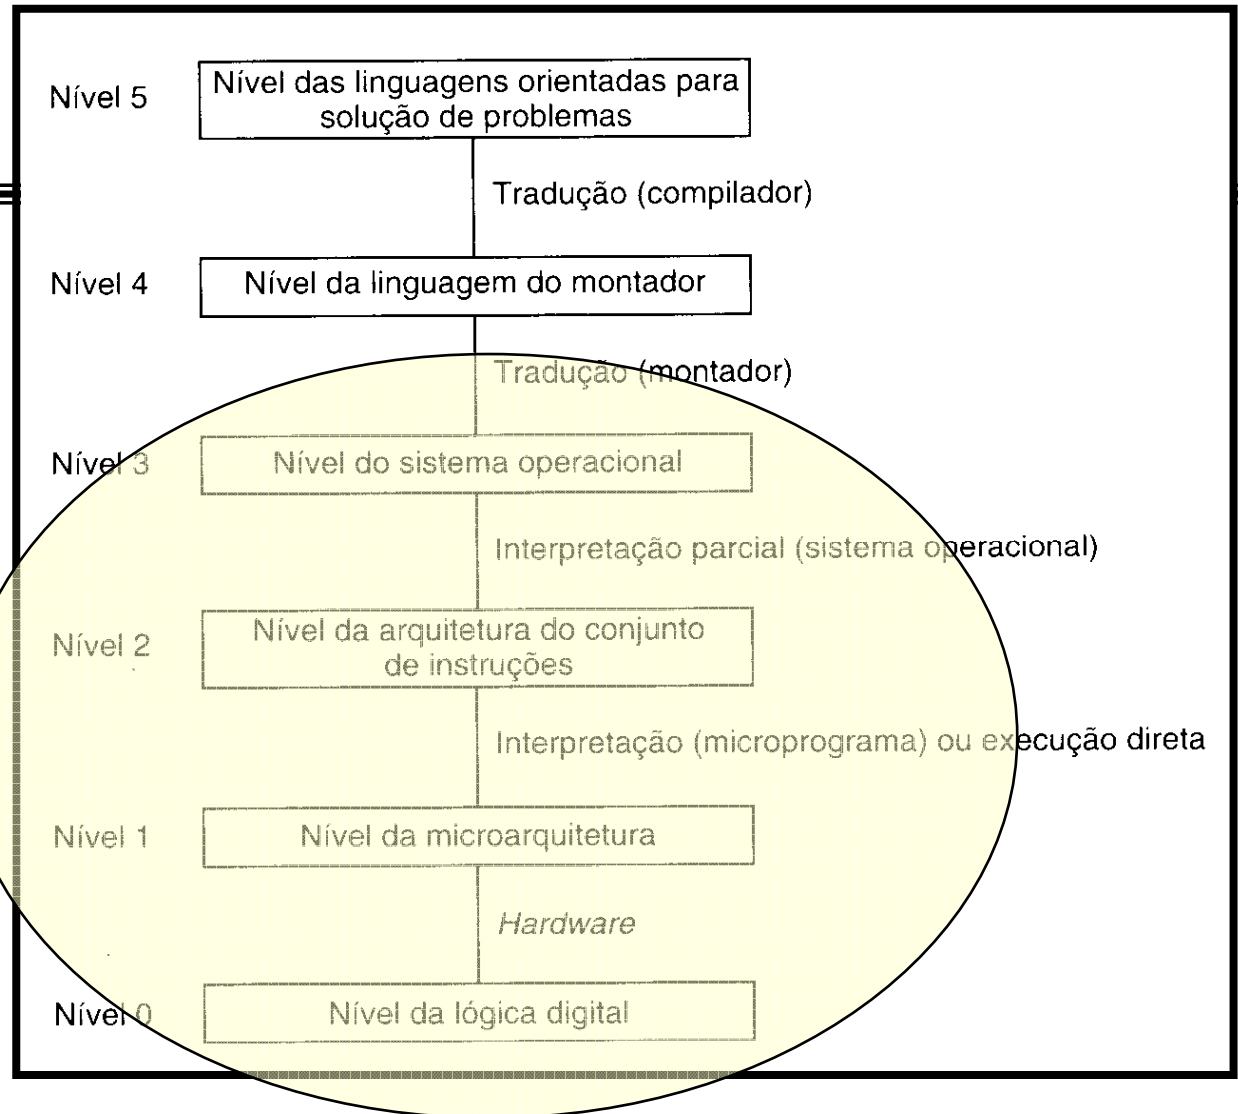 Nível 5
Nível das linguagens orientadas para
solução de problemas
Tradução (compilador)
Nível 4
Nível da linguagem do montador
Tradução (montador)
Nível 3
Nível do sistema operacional
Interpretação parcial (sistema operacional)
Nível 2
Nível da arquitetura do conjunto
de instruções
Interpretação (microprograma) ou execução direta
Nível 1
Nível da microarquitetura
Hardware
Nível 0
Nível da lógica digital